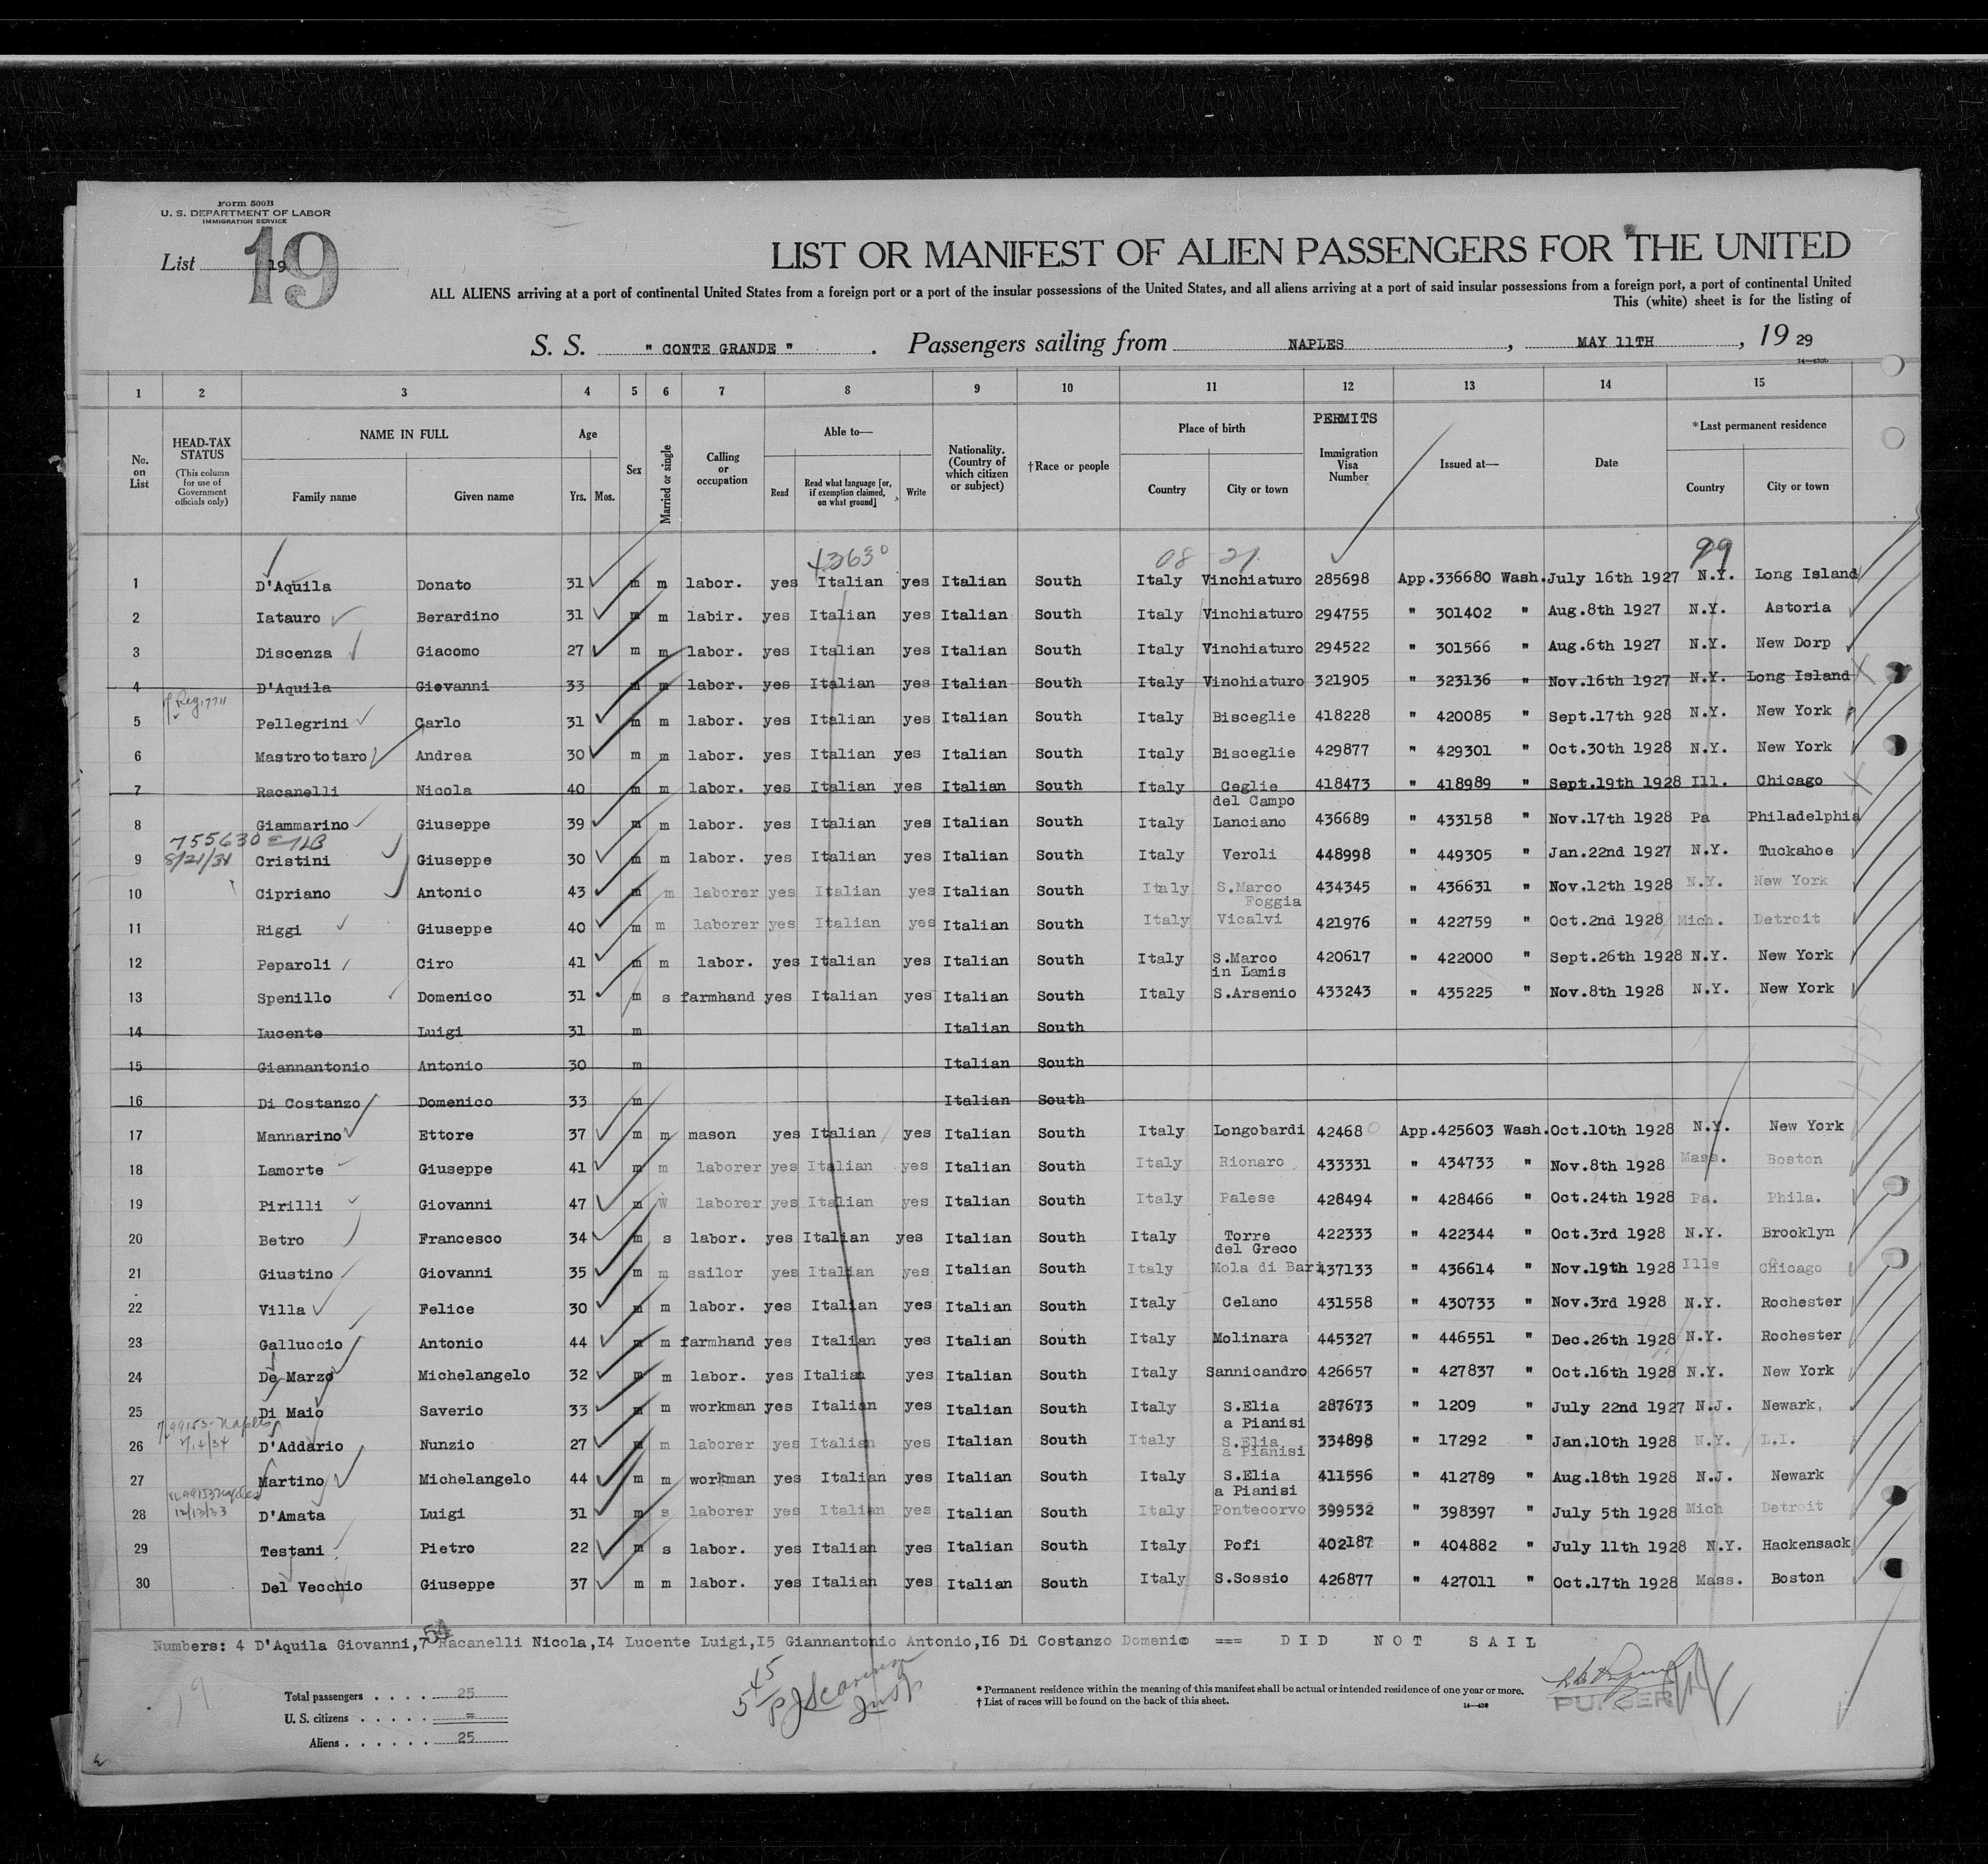 Form 500B
U. S. DEPARTMENT OF LABOR
IMMIGRATION SERVICE
List 19
19
LIST OR MANIFEST OF ALIEN PASSENGERS FOR THE UNITED
ALL ALIENS arriving at a port of continental United States from a foreign port or a port of the insular possessions of the United States, and all aliens arriving at a port of said insular possessions from a foreign port, a port of continental United
This (white) sheet is for the listing of
S. S. " CONTE GRANDE " . Passengers sailing from NAPLES , MAY 11TH , 19 29
14—430b
1 2 3 4 5 6 7 8 9 10 11 12 13 14 15
No. on List
HEAD-TAX STATUS (This column for use of Government officials only)
NAME IN FULL Family name Given name
Age Yrs. Mos.
Sex
Married or single
Calling or occupation
Able to— Read Read what language [or, if exemption claimed, on what ground] Write
Nationality. (Country of which citizen or subject)
†Race or people
Place of birth Country City or town
PERMITS Immigration Visa Number
Issued at—
Date
*Last permanent residence Country City or town
43630 08 21 99
1 D'Aquila Donato 31 m m labor. yes Italian yes Italian South Italy Vinchiaturo 285698 App.336680 Wash. July 16th 1927 N.Y. Long Island
2 Iatauro Berardino 31 m m labir. yes Italian yes Italian South Italy Vinchiaturo 294755 " 301402 " Aug.8th 1927 N.Y. Astoria
3 Discenza Giacomo 27 m m labor. yes Italian yes Italian South Italy Vinchiaturo 294522 " 301566 " Aug.6th 1927 N.Y. New Dorp
4 D'Aquila Giovanni 33 m m labor. yes Italian yes Italian South Italy Vinchiaturo 321905 " 323136 " Nov.16th 1927 N.Y. Long Island
5 Pellegrini Carlo 31 m m labor. yes Italian yes Italian South Italy Bisceglie 418228 " 420085 " Sept.17th 928 N.Y. New York
6 Mastrototaro Andrea 30 m m labor. yes Italian yes Italian South Italy Bisceglie 429877 " 429301 " Oct.30th 1928 N.Y. New York
7 Racanelli Nicola 40 m m labor. yes Italian yes Italian South Italy Ceglie del Campo 418473 " 418989 " Sept.19th 1928 Ill. Chicago
8 Giammarino Giuseppe 39 m m labor. yes Italian yes Italian South Italy Lanciano 436689 " 433158 " Nov.17th 1928 Pa Philadelphia
755630
9 8/21/31 Cristini Giuseppe 30 m m labor. yes Italian yes Italian South Italy Veroli 448998 " 449305 " Jan.22nd 1927 N.Y. Tuckahoe
10 Cipriano Antonio 43 m m laborer yes Italian yes Italian South Italy S.Marco Foggia 434345 " 436631 " Nov.12th 1928 N.Y. New York
11 Riggi Giuseppe 40 m m laborer yes Italian yes Italian South Italy Vicalvi 421976 " 422759 " Oct.2nd 1928 Mich. Detroit
12 Peparoli Ciro 41 m m labor. yes Italian yes Italian South Italy S.Marco in Lamis 420617 " 422000 " Sept.26th 1928 N.Y. New York
13 Spenillo Domenico 31 m s farmhand yes Italian yes Italian South Italy S.Arsenio 433243 " 435225 " Nov.8th 1928 N.Y. New York
14 Lucente Luigi 31 m Italian South
15 Giannantonio Antonio 30 m Italian South
16 Di Costanzo Domenico 33 m Italian South
17 Mannarino Ettore 37 m m mason yes Italian yes Italian South Italy Longobardi 424680 App.425603 Wash. Oct.10th 1928 N.Y. New York
18 Lamorte Giuseppe 41 m m laborer yes Italian yes Italian South Italy Rionaro 433331 " 434733 " Nov.8th 1928 Mass. Boston
19 Pirilli Giovanni 47 m W laborer yes Italian yes Italian South Italy Palese 428494 " 428466 " Oct.24th 1928 Pa. Phila.
20 Betro Francesco 34 m s labor. yes Italian yes Italian South Italy Torre del Greco 422333 " 422344 " Oct.3rd 1928 N.Y. Brooklyn
21 Giustino Giovanni 35 m m sailor yes Italian yes Italian South Italy Mola di Bari 437133 " 436614 " Nov.19th 1928 Ills Chicago
22 Villa Felice 30 m m labor. yes Italian yes Italian South Italy Celano 431558 " 430733 " Nov.3rd 1928 N.Y. Rochester
23 Galluccio Antonio 44 m m farmhand yes Italian yes Italian South Italy Molinara 445327 " 446551 " Dec.26th 1928 N.Y. Rochester
24 De Marzo Michelangelo 32 m m labor. yes Italian yes Italian South Italy Sannicandro 426657 " 427837 " Oct.16th 1928 N.Y. New York
25 Di Maio Saverio 33 m m workman yes Italian yes Italian South Italy S.Elia a Pianisi 287673 " 1209 " July 22nd 1927 N.J. Newark,
99153-Naples
26 D'Addario Nunzio 27 m m laborer yes Italian yes Italian South Italy S.Elia a Pianisi 334898 " 17292 " Jan.10th 1928 N.Y. L.I.
27 Martino Michelangelo 44 m m workman yes Italian yes Italian South Italy S.Elia a Pianisi 411556 " 412789 " Aug.18th 1928 N.J. Newark
99153 Naples
28 12/13/33 D'Amata Luigi 31 m s laborer yes Italian yes Italian South Italy Pontecorvo 399532 " 398397 " July 5th 1928 Mich Detroit
29 Testani Pietro 22 m s labor. yes Italian yes Italian South Italy Pofi 402187 " 404882 " July 11th 1928 N.Y. Hackensack
30 Del Vecchio Giuseppe 37 m m labor. yes Italian yes Italian South Italy S.Sossio 426877 " 427011 " Oct.17th 1928 Mass. Boston
Numbers: 4 D'Aquila Giovanni,7 Racanelli Nicola,I4 Lucente Luigi,I5 Giannantonio Antonio,I6 Di Costanzo Domenico === D I D N O T S A I L
Total passengers . . . . 25
U. S. citizens . . . . . =
Aliens . . . . . . 25
* Permanent residence within the meaning of this manifest shall be actual or intended residence of one year or more.
† List of races will be found on the back of this sheet.
14—430
PURSER
19